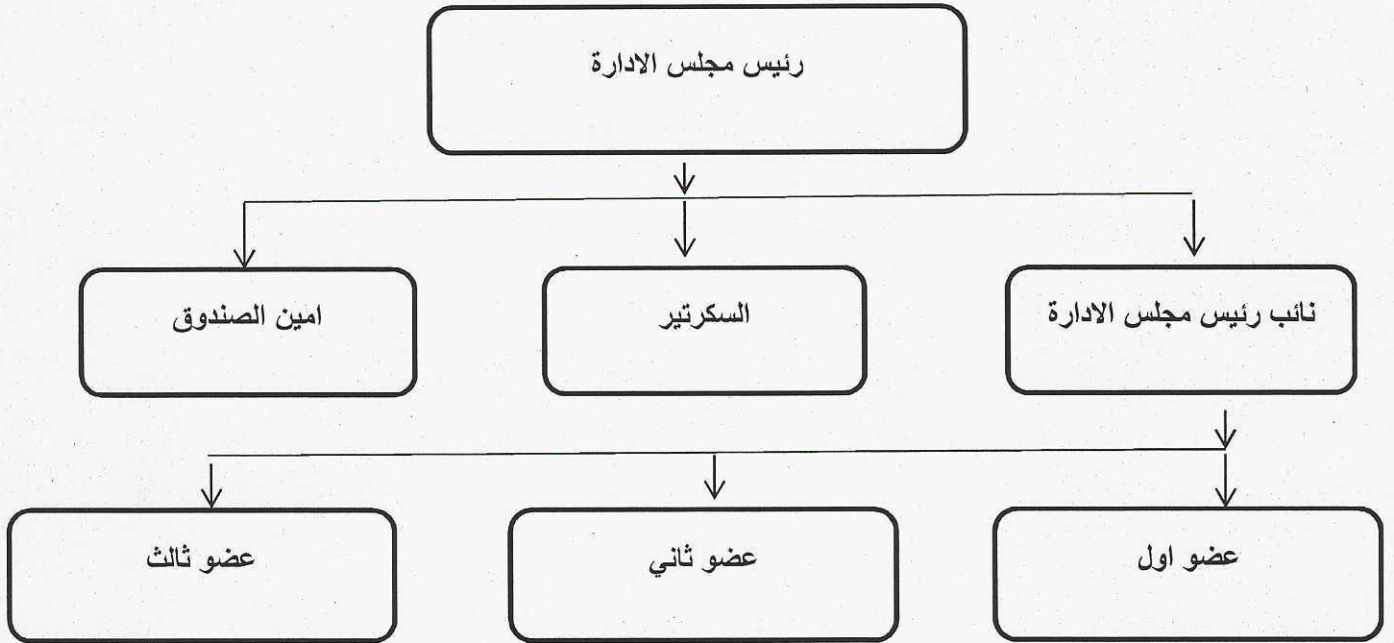 رئيس مجلس الادارة
نائب رئيس مجلس الادارة
السكرتير
امين الصندوق
عضو اول
عضو ثاني
عضو ثالث